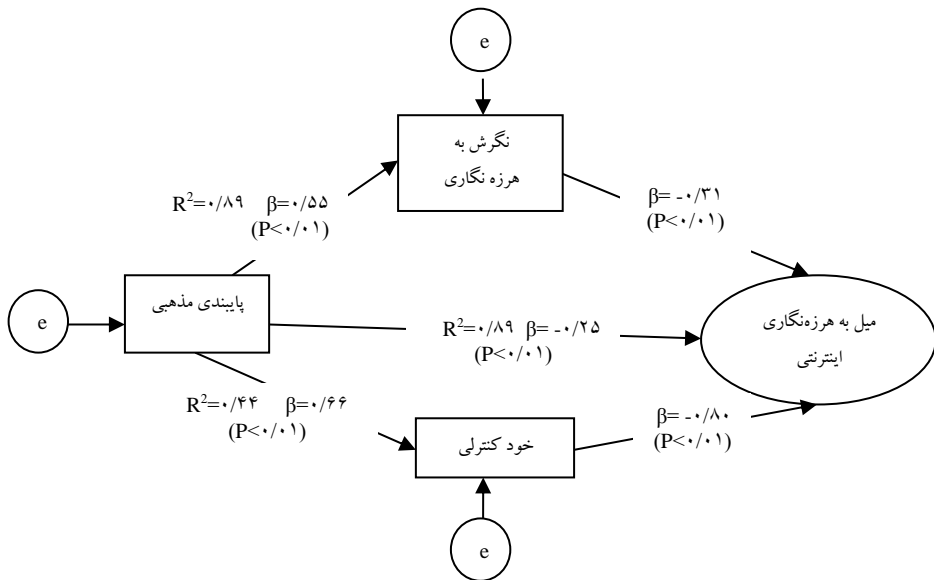 e
نگرش به
هرزه نگاری
R²=۰/۸۹ β=۰/۵۵
(P<۰/۰۱)
β= -۰/۳۱
(P<۰/۰۱)
e
پایبندی مذهبی
R²=۰/۸۹ β= -۰/۲۵
(P<۰/۰۱)
میل به هرزه‌نگاری
اینترنتی
R²=۰/۴۴ β=۰/۶۶
(P<۰/۰۱)
β= -۰/۸۰
(P<۰/۰۱)
خود کنترلی
e